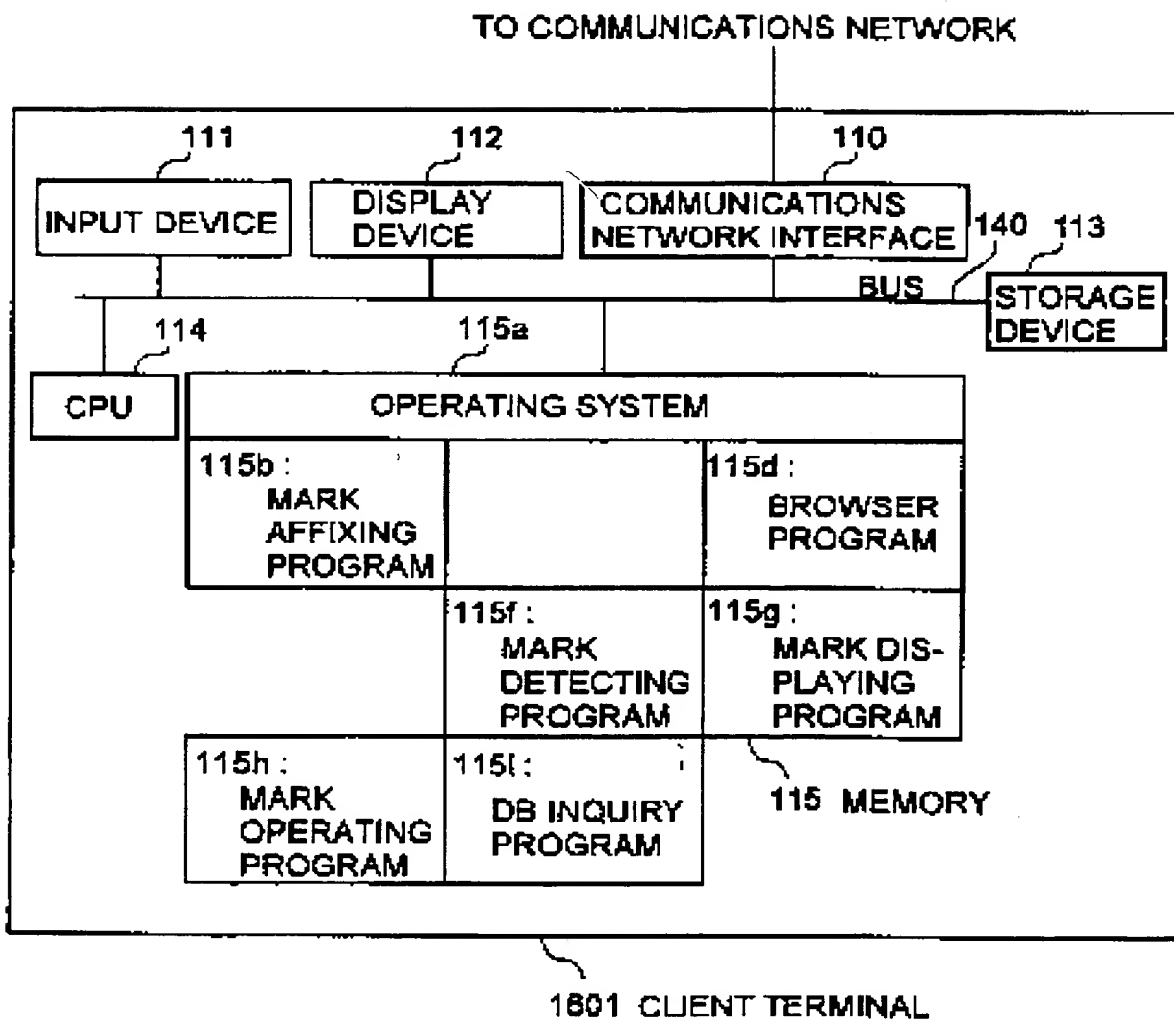 TO COMMUNICATIONS NETWORK
111
112
110
INPUT DEVICE
DISPLAY
DEVICE
COMMUNICATIONS
NETWORK INTERFACE
140
113
BUS
STORAGE
DEVICE
114
115a
CPU
OPERATING SYSTEM
115b :
MARK
AFFIXING
PROGRAM
115d :
BROWSER
PROGRAM
115f :
MARK
DETECTING
PROGRAM
115g :
MARK DIS-
PLAYING
PROGRAM
115h :
MARK
OPERATING
PROGRAM
115i :
DB INQUIRY
PROGRAM
115 MEMORY
1601 CLIENT TERMINAL